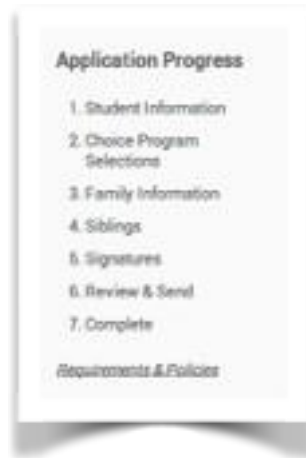 Application Progress
1. Student Information
2. Choice Program
Selections
3. Family Information
4. Siblings
5. Signatures
6. Review & Send
7. Complete
Requirements & Policies